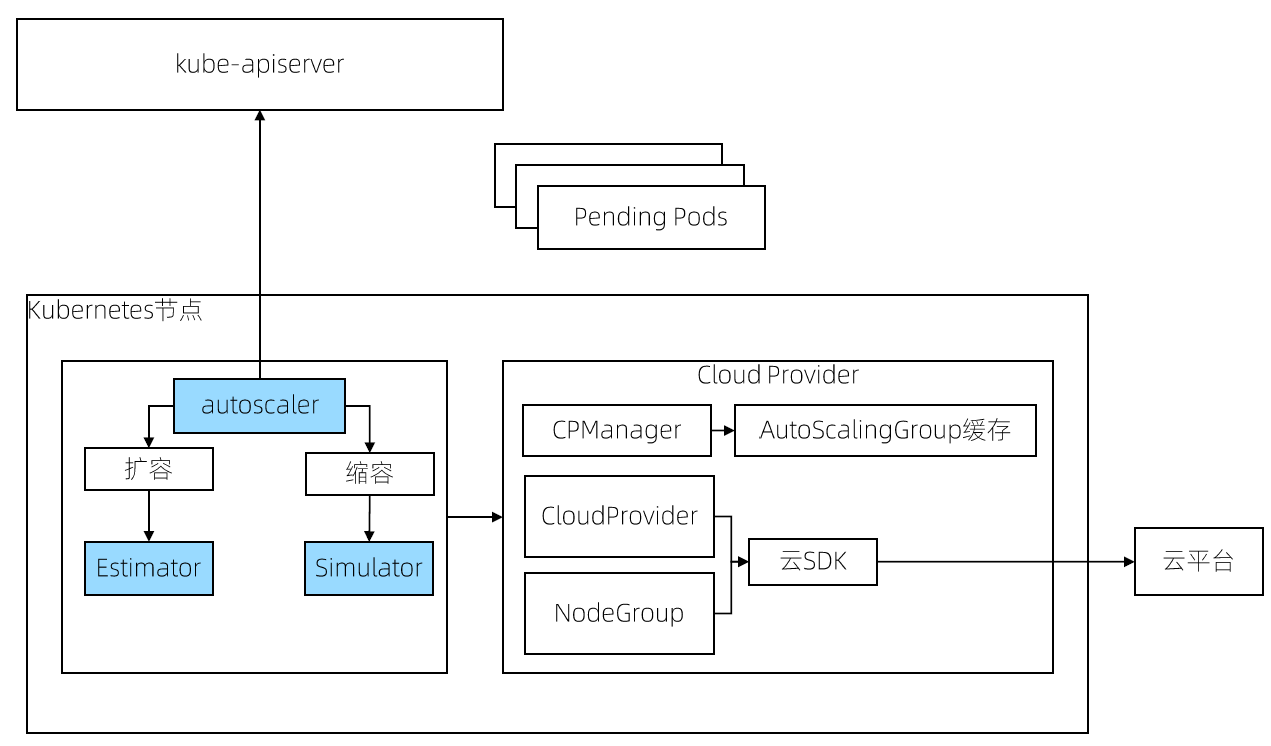 kube-apiserver
Pending Pods
Kubernetes节点
autoscaler
扩容
缩容
Estimator
Simulator
Cloud Provider
CPManager
AutoScalingGroup缓存
CloudProvider
NodeGroup
云SDK
云平台